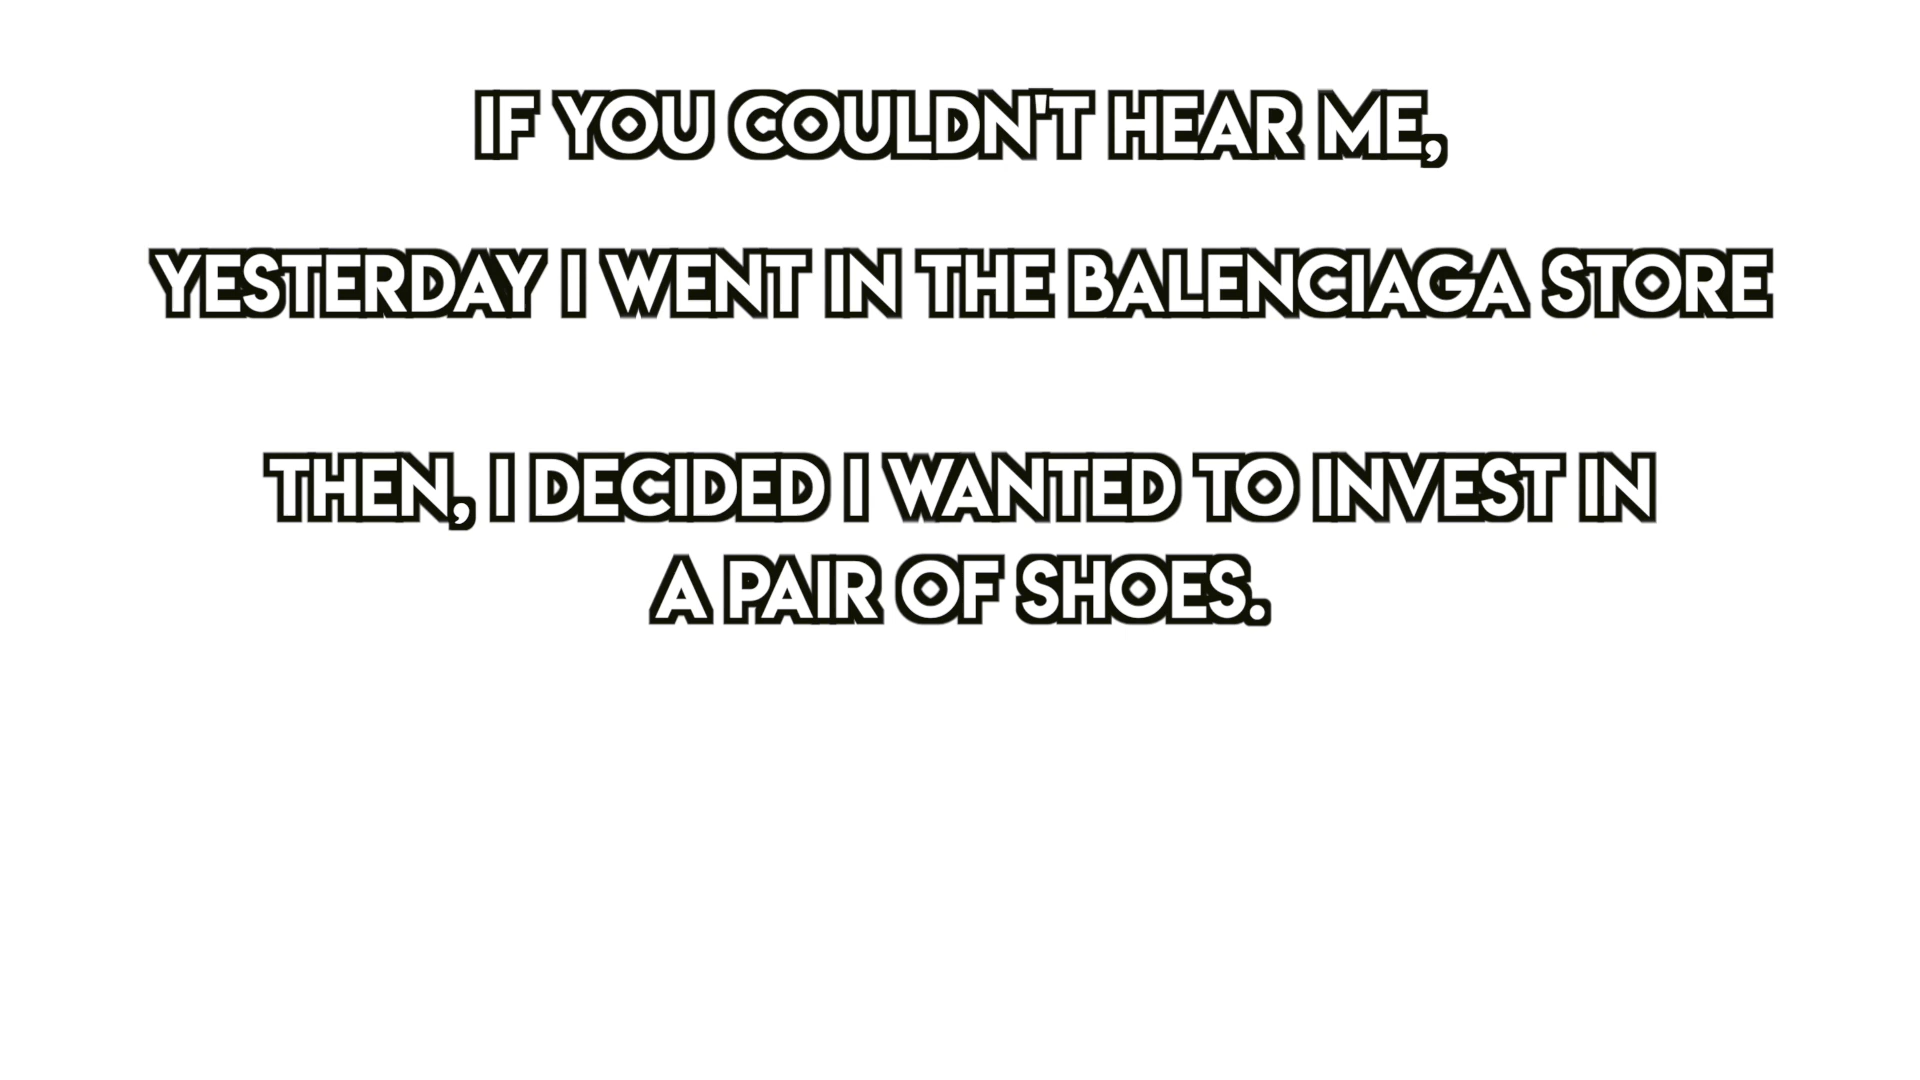 IF YOU COULDN'T HEAR ME,
YESTERDAY I WENT IN THE BALENCIAGA STORE
THEN, I DECIDED I WANTED TO INVEST IN
A PAIR OF SHOES.